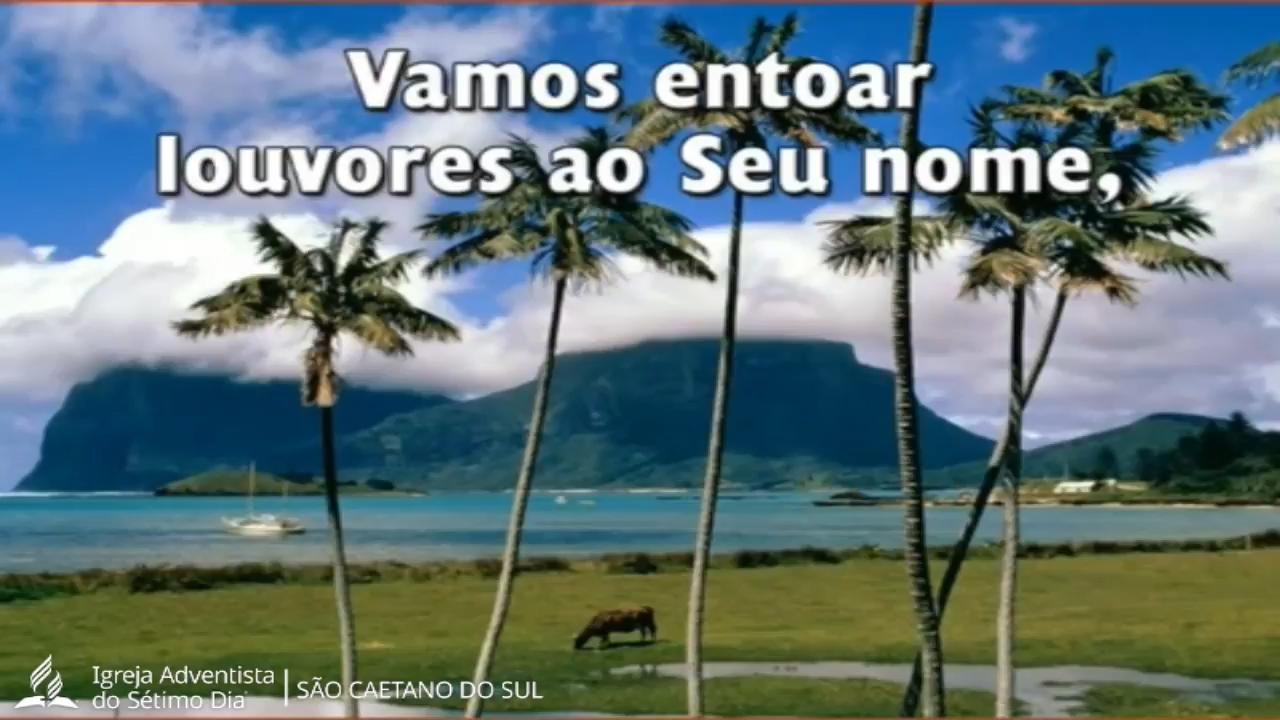 Vamos entoar
louvores ao Seu nome,
Igreja Adventista
do Sétimo Dia
SÃO CAETANO DO SUL